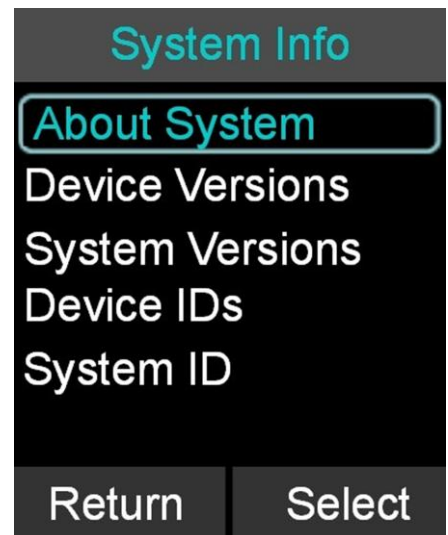 System Info
About System
Device Versions
System Versions
Device IDs
System ID
Return Select